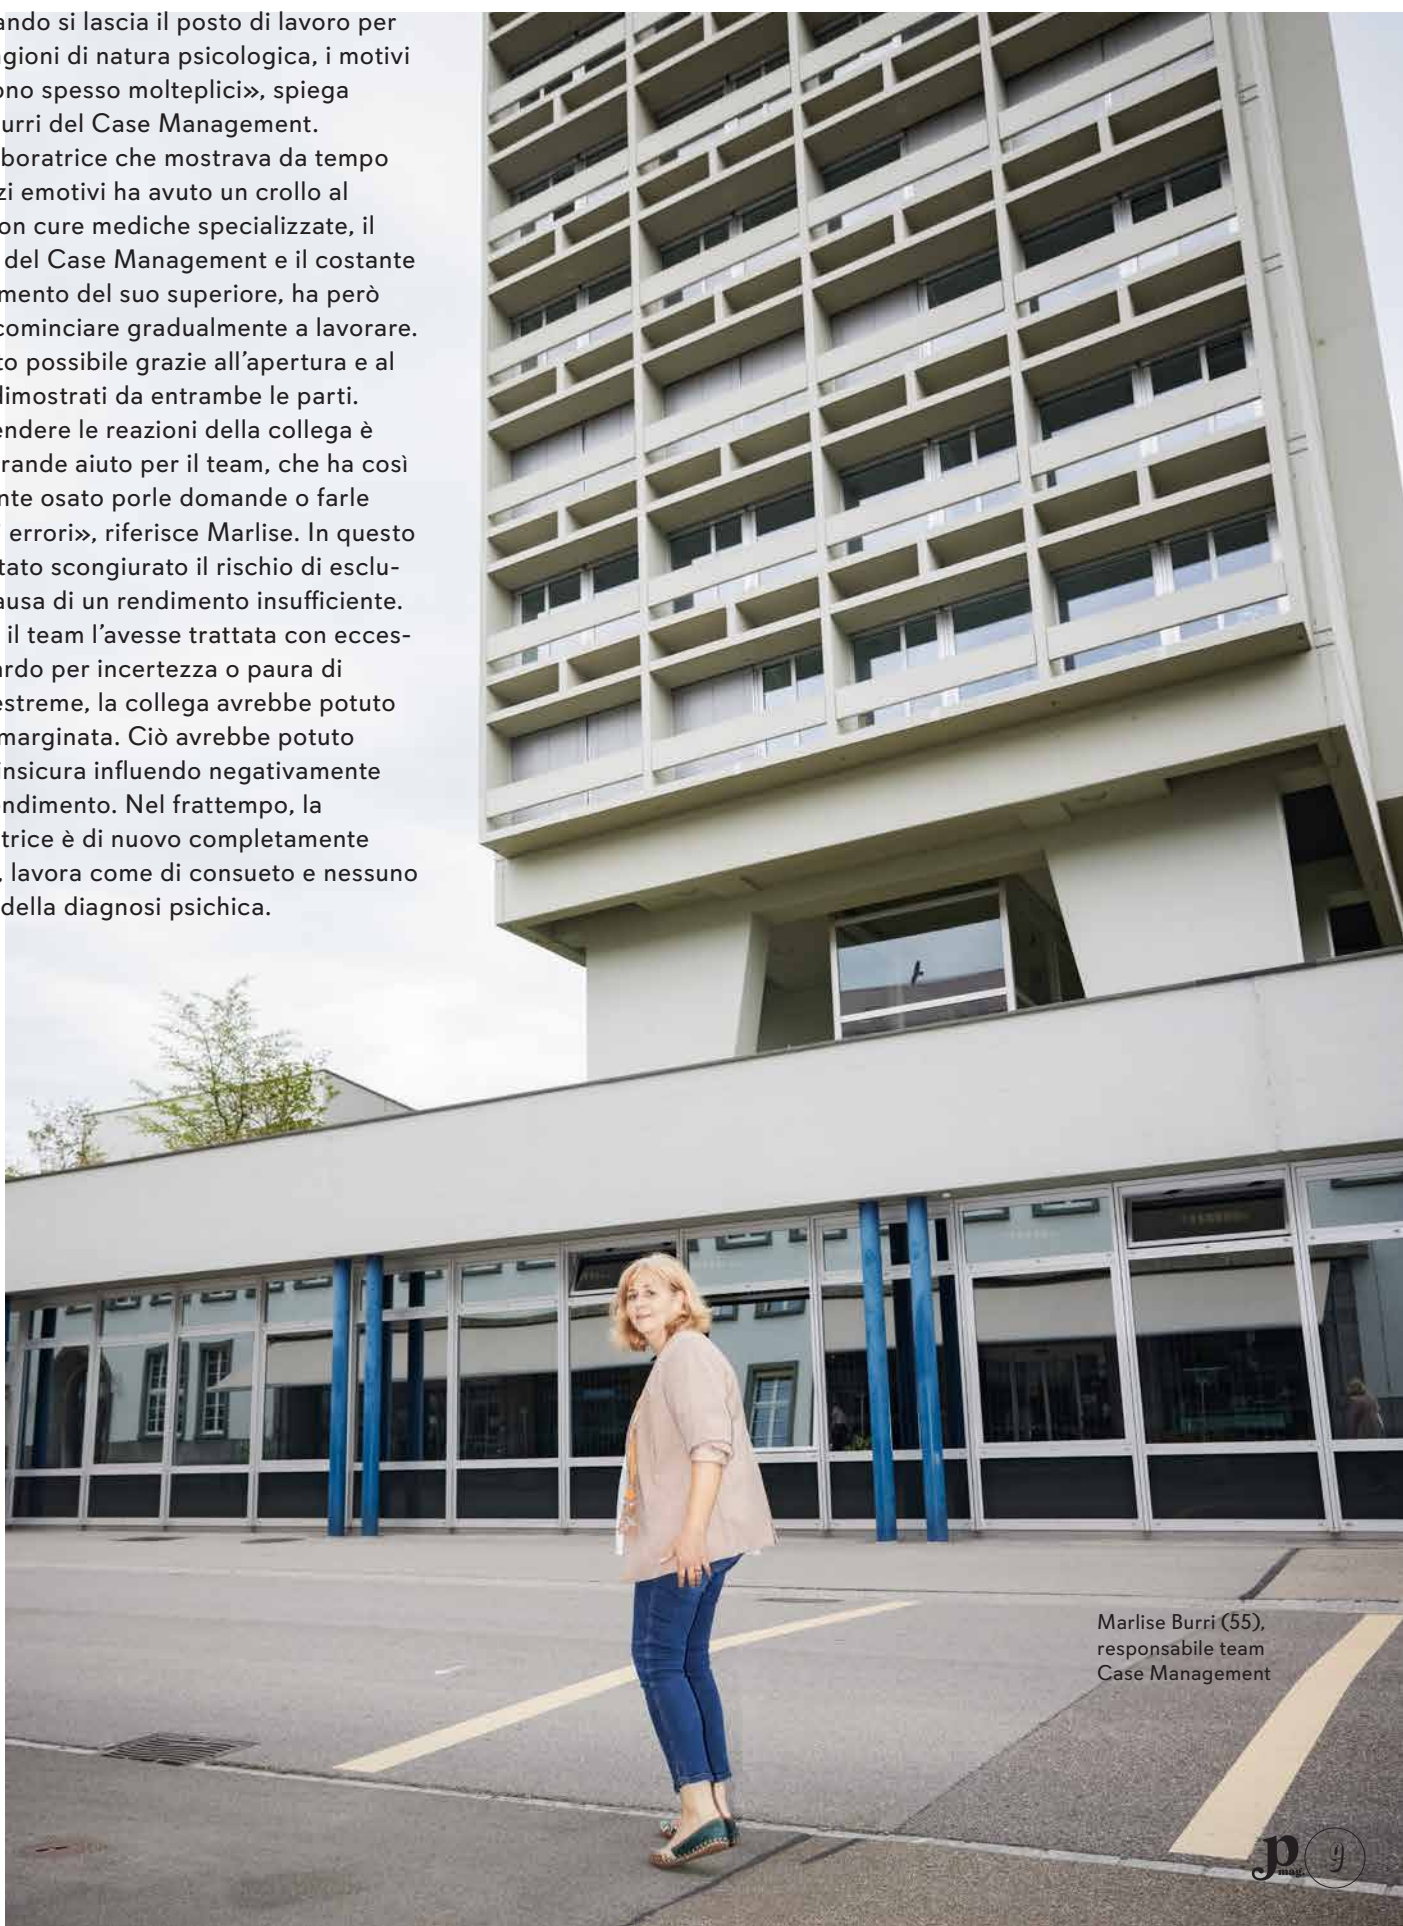 ando si lascia il posto di lavoro per
gioni di natura psicologica, i motivi
ono spesso molteplici», spiega
urri del Case Management.
boratrice che mostrava da tempo
zi emotivi ha avuto un crollo al
on cure mediche specializzate, il
del Case Management e il costante
mento del suo superiore, ha però
cominciare gradualmente a lavorare.
to possibile grazie all’apertura e al
dimostrati da entrambe le parti.
endere le reazioni della collega è
rande aiuto per il team, che ha così
nte osato porle domande o farle
errori», riferisce Marlise. In questo
tato scongiurato il rischio di esclu-
ausa di un rendimento insufficiente.
il team l’avesse trattata con ecces-
ardo per incertezza o paura di
estreme, la collega avrebbe potuto
marginata. Ciò avrebbe potuto
insicura influendo negativamente
endimento. Nel frattempo, la
trice è di nuovo completamente
, lavora come di consueto e nessuno
della diagnosi psichica.
Marlise Burri (55),
responsabile team
Case Management
p mag. 9